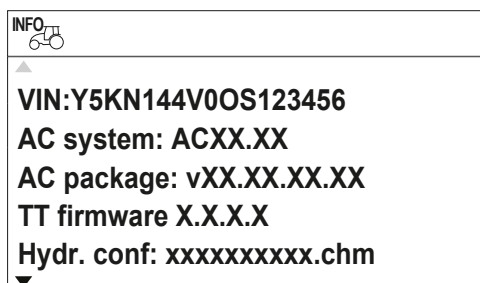 INFO
VIN:Y5KN144V0OS123456
AC system: ACXX.XX
AC package: vXX.XX.XX.XX
TT firmware X.X.X.X
Hydr. conf: xxxxxxxxxx.chm